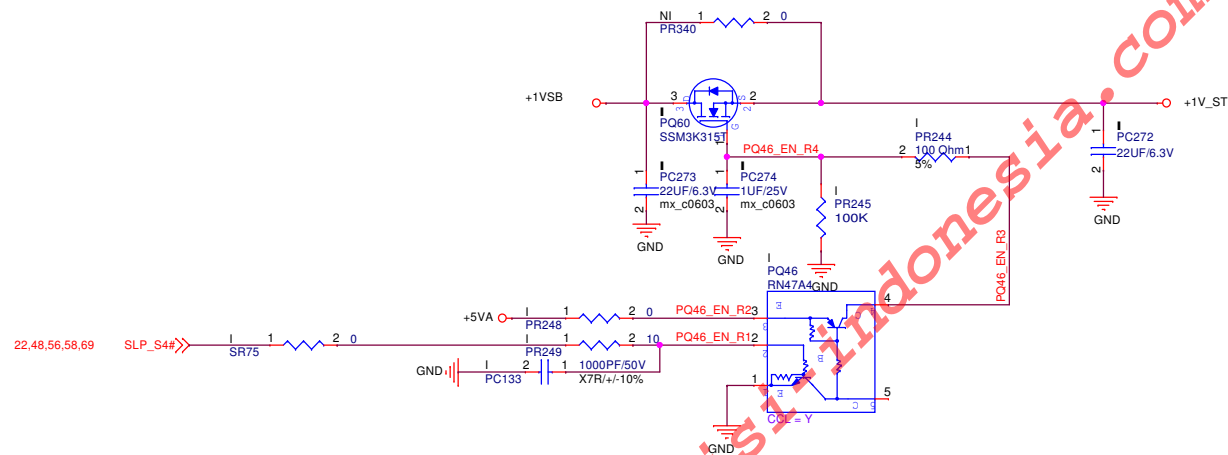 NI
1
2
0
PR340
+1VSB
3
2
3
D
S
2
G
1
I
PQ60
SSM3K315T
+1V_ST
I
PC272
22UF/6.3V
1
2
GND
PQ46_EN_R4
I
PR244
2
100 Ohm
1
5%
I
PC273
22UF/6.3V
mx_c0603
1
2
GND
I
PC274
1UF/25V
mx_c0603
1
2
GND
I
PR245
100K
GND
PQ46_EN_R3
I
PQ46
RN47A4
+5VA
I
1
2
0
PR248
PQ46_EN_R2
3
4
22,48,56,58,69
SLP_S4#
I
1
2
0
SR75
I
1
2
10
PR249
PQ46_EN_R1
2
GND
I
2
1
PC133
1000PF/50V
X7R/+/-10%
1
GND
5
E
C
B
B
E
C
CCL = Y
si-indonesia.com